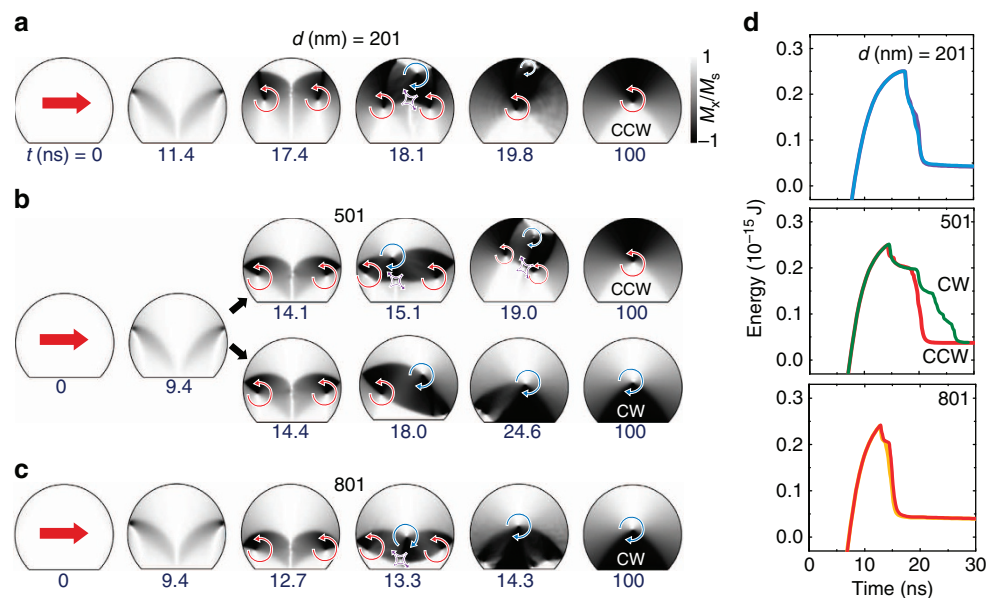 a
d (nm) = 201
t (ns) = 0 11.4 17.4 18.1 19.8 100
CCW
1
Mx/Ms
–1
b
501
0 9.4
14.1 15.1 19.0 100
CCW
14.4 18.0 24.6 100
CW
c
801
0 9.4 12.7 13.3 14.3 100
CW
d
Energy (10⁻¹⁵ J)
0.3
0.2
0.1
0.0
d (nm) = 201
0.3
0.2
0.1
0.0
501
CW
CCW
0.3
0.2
0.1
0.0
801
0 10 20 30
Time (ns)